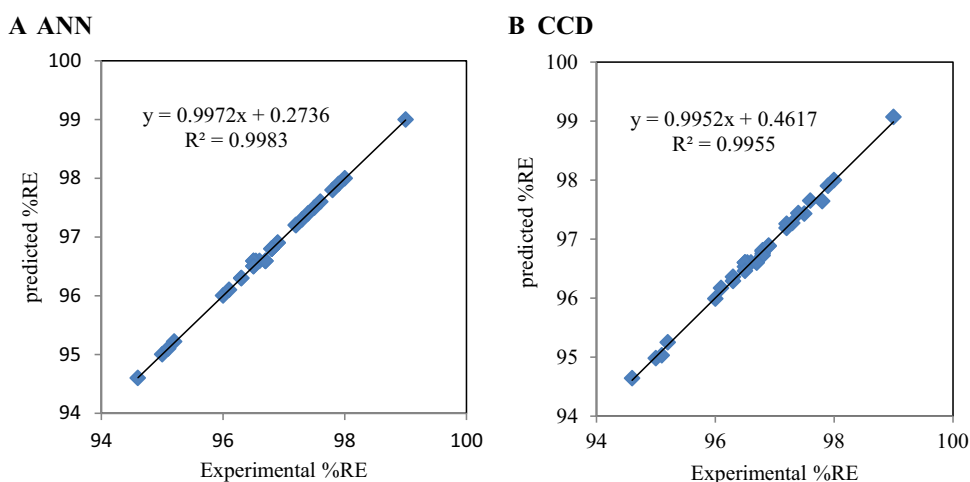 A ANN
100
99
98
97
96
95
94
y = 0.9972x + 0.2736
R² = 0.9983
predicted %RE
94 96 98 100
Experimental %RE
B CCD
100
99
98
97
96
95
94
y = 0.9952x + 0.4617
R² = 0.9955
predicted %RE
94 96 98 100
Experimental %RE